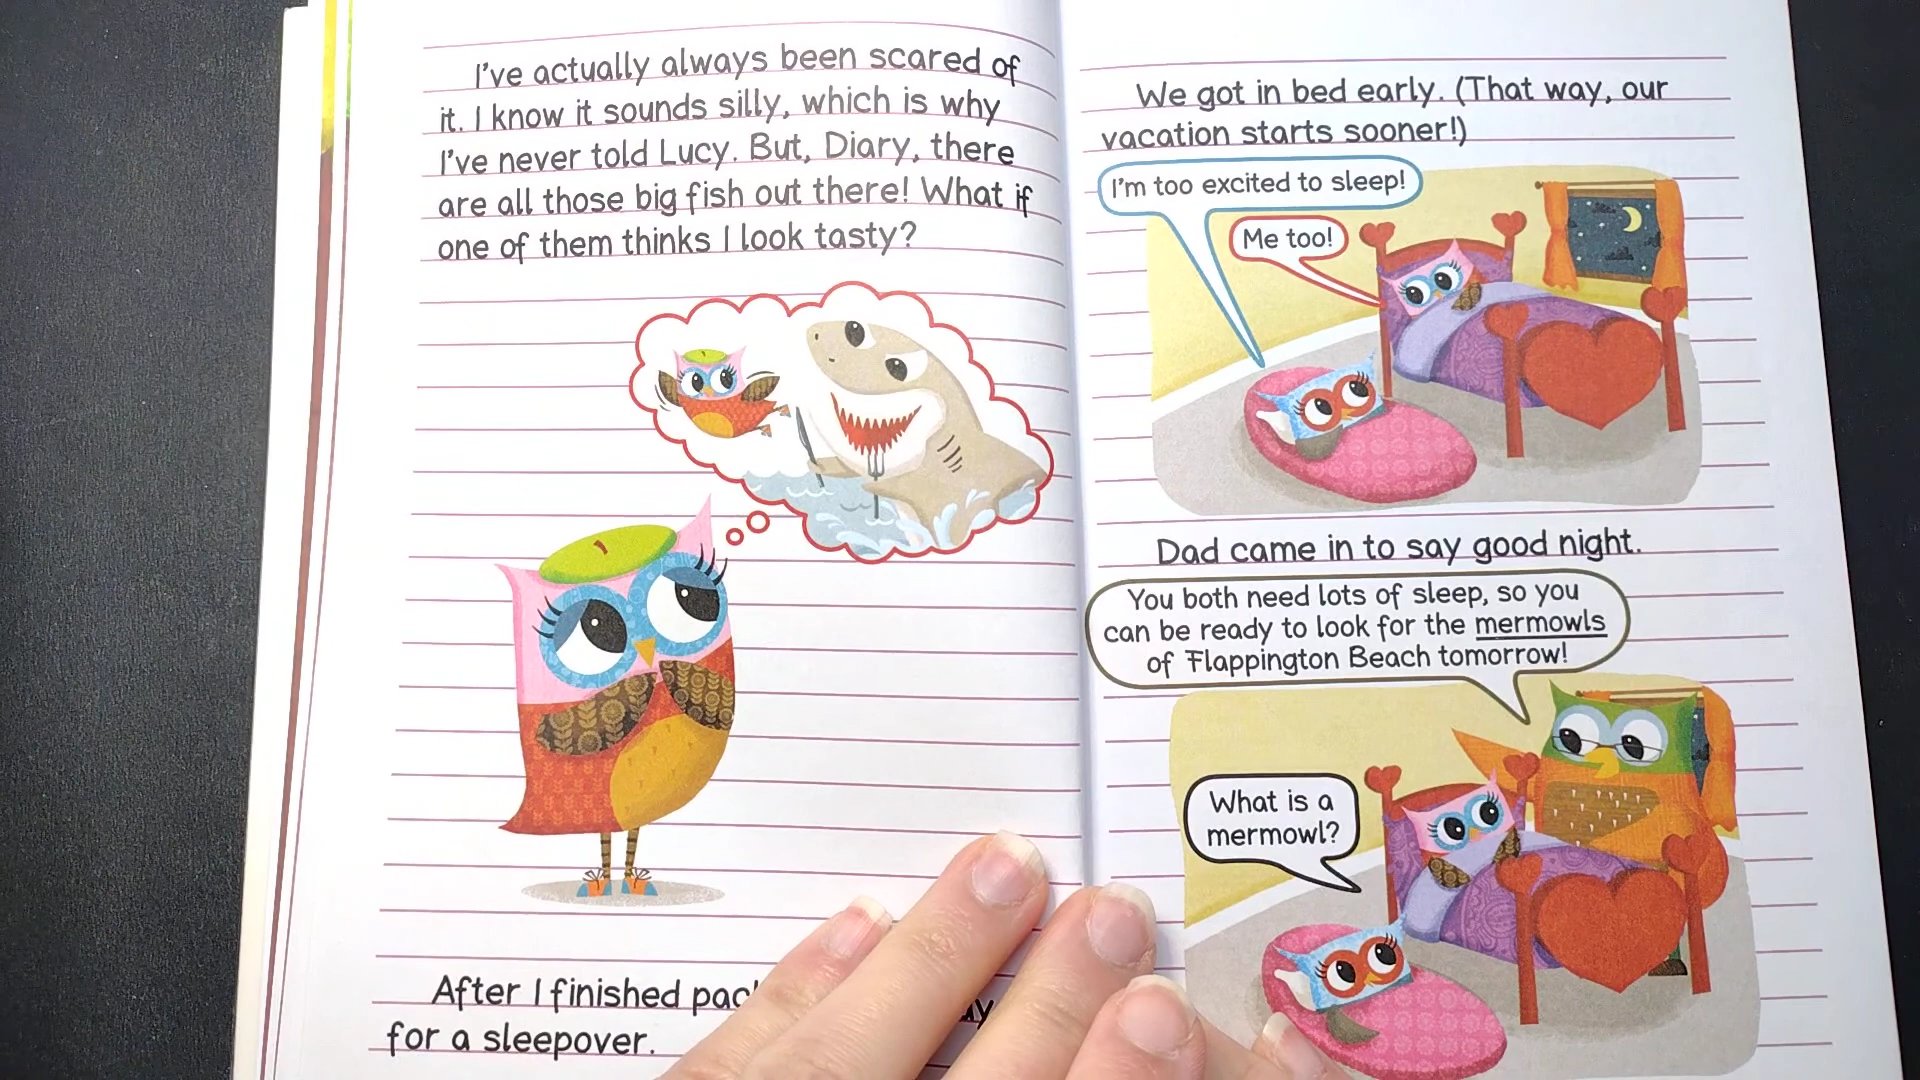 I've actually always been scared of
it. I know it sounds silly, which is why
I've never told Lucy. But, Diary, there
are all those big fish out there! What if
one of them thinks I look tasty?
After I finished
for a sleepover.
We got in bed early. (That way, our
vacation starts sooner!)
I'm too excited to sleep!
Me too!
Dad came in to say good night.
You both need lots of sleep, so you
can be ready to look for the mermowls
of Flappington Beach tomorrow!
What is a
mermowl?